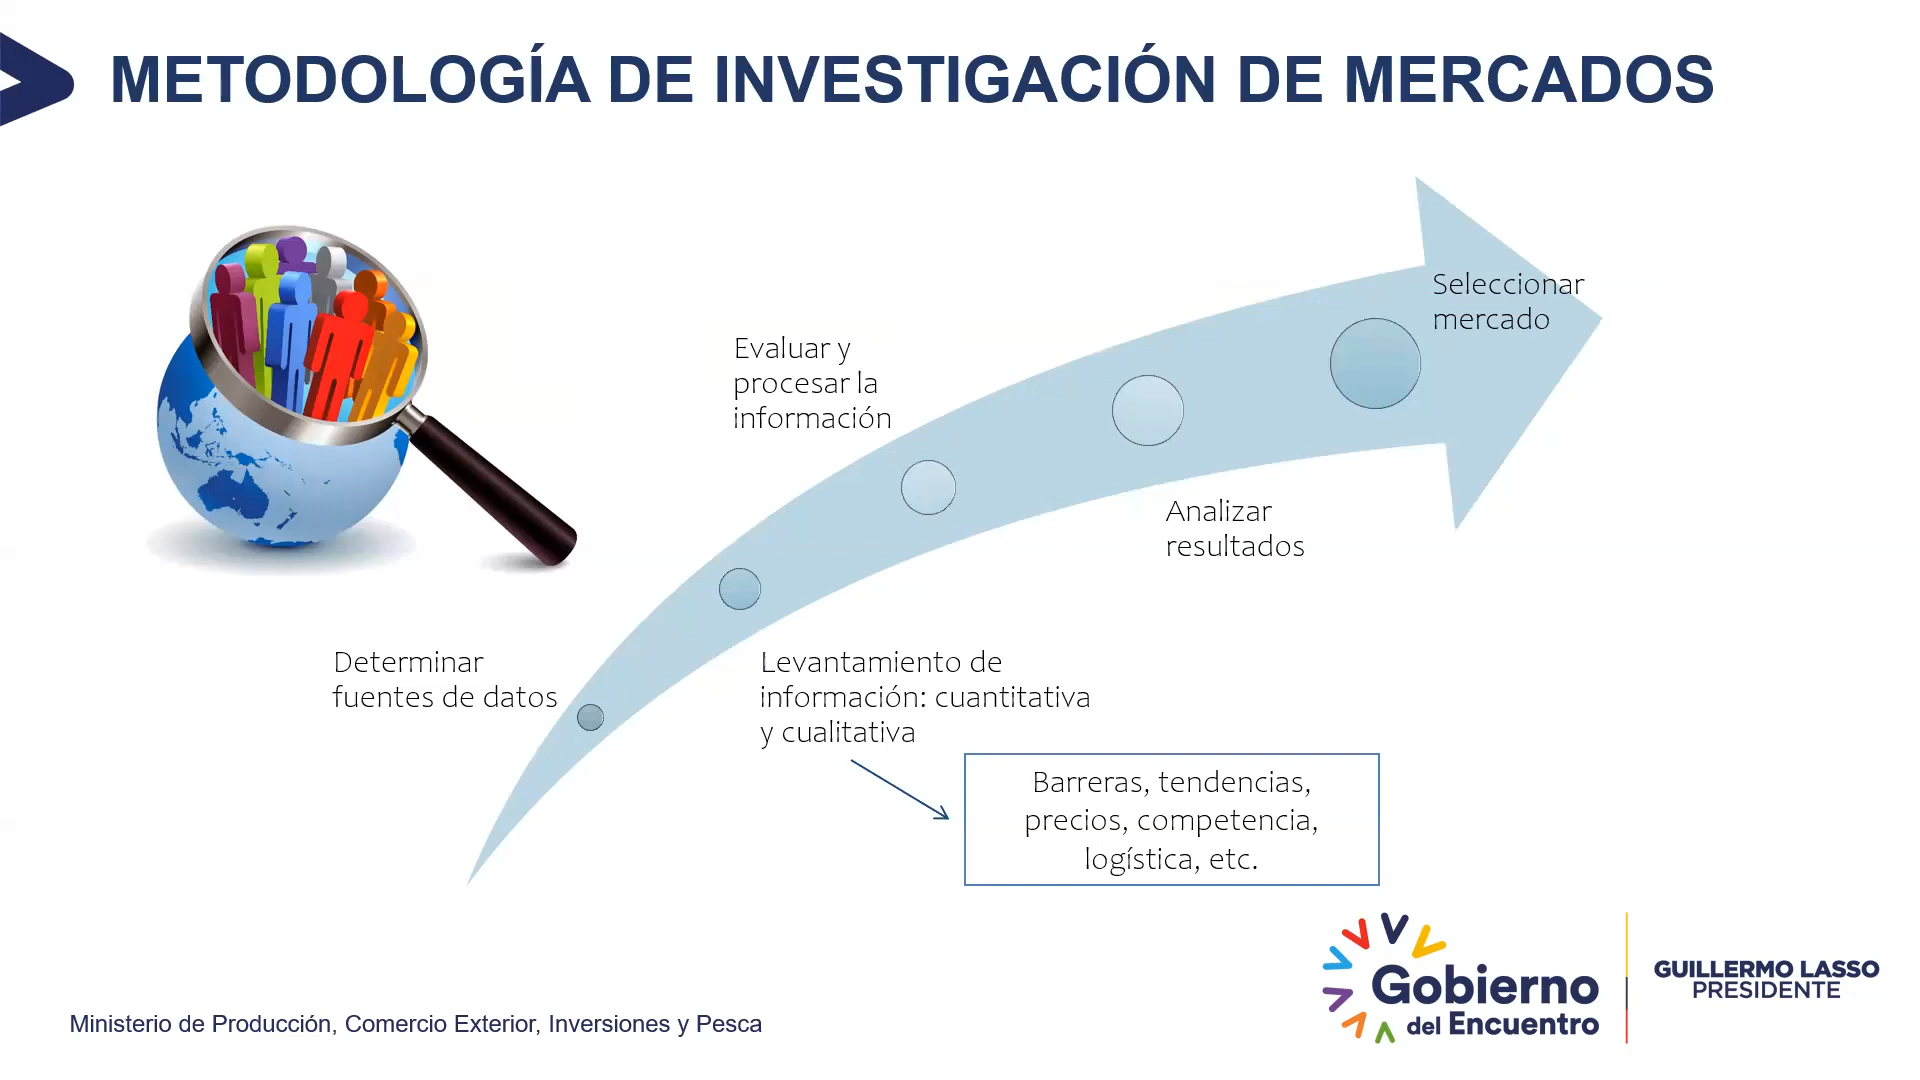 METODOLOGÍA DE INVESTIGACIÓN DE MERCADOS
Determinar
fuentes de datos
Levantamiento de
información: cuantitativa
y cualitativa
Barreras, tendencias,
precios, competencia,
logística, etc.
Evaluar y
procesar la
información
Analizar
resultados
Seleccionar
mercado
Ministerio de Producción, Comercio Exterior, Inversiones y Pesca
Gobierno
del Encuentro
GUILLERMO LASSO
PRESIDENTE